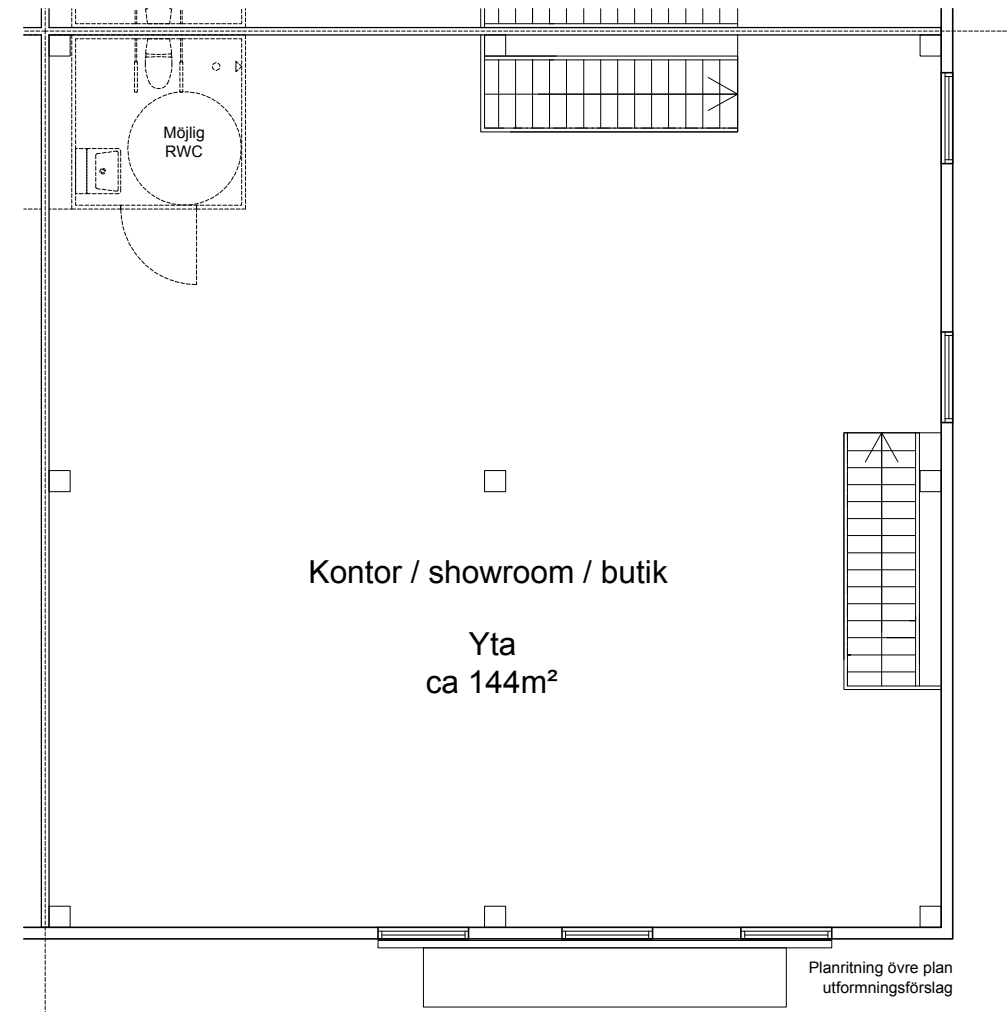 Möjlig
RWC
Kontor / showroom / butik
Yta
ca 144m²
Planritning övre plan
utformningsförslag